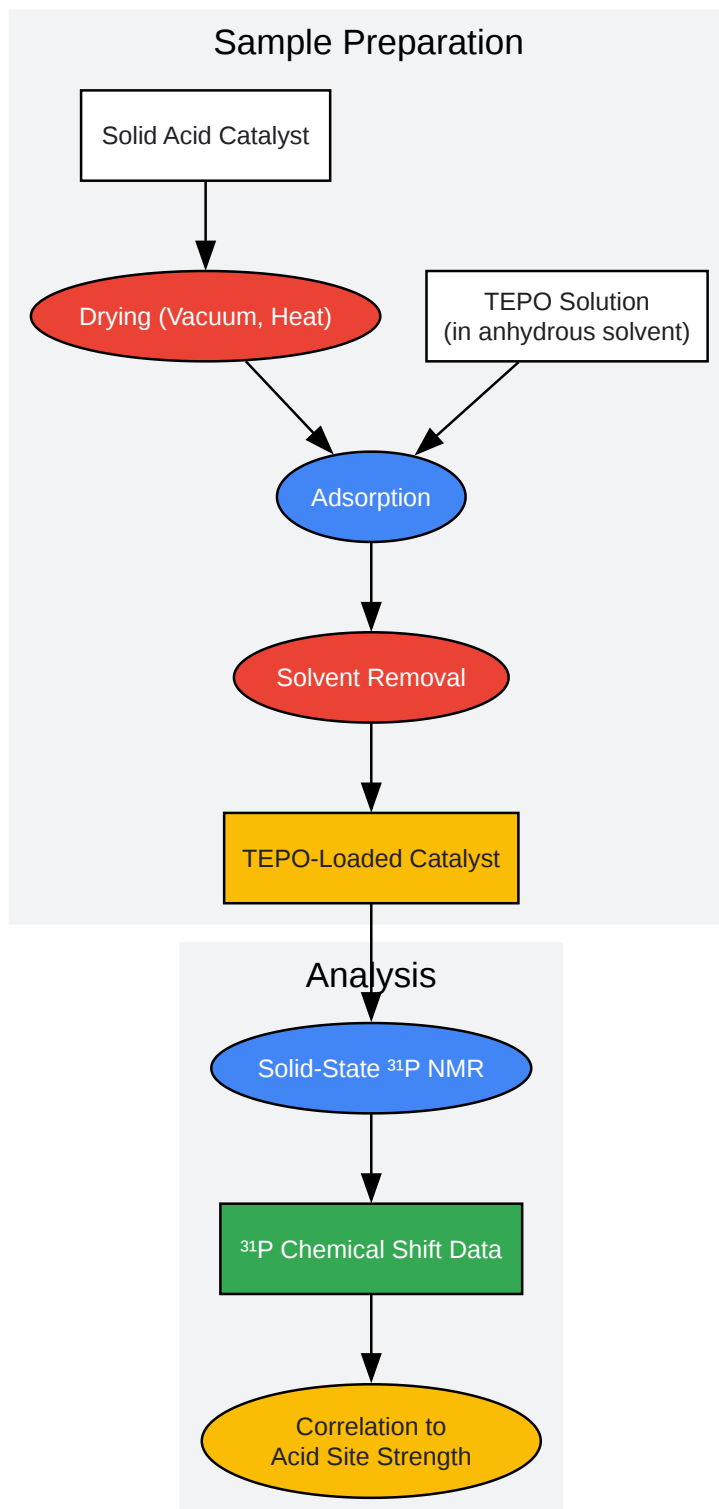 Sample Preparation
Solid Acid Catalyst
Drying (Vacuum, Heat)
TEPO Solution
(in anhydrous solvent)
Adsorption
Solvent Removal
TEPO-Loaded Catalyst
Analysis
Solid-State ³¹P NMR
³¹P Chemical Shift Data
Correlation to
Acid Site Strength